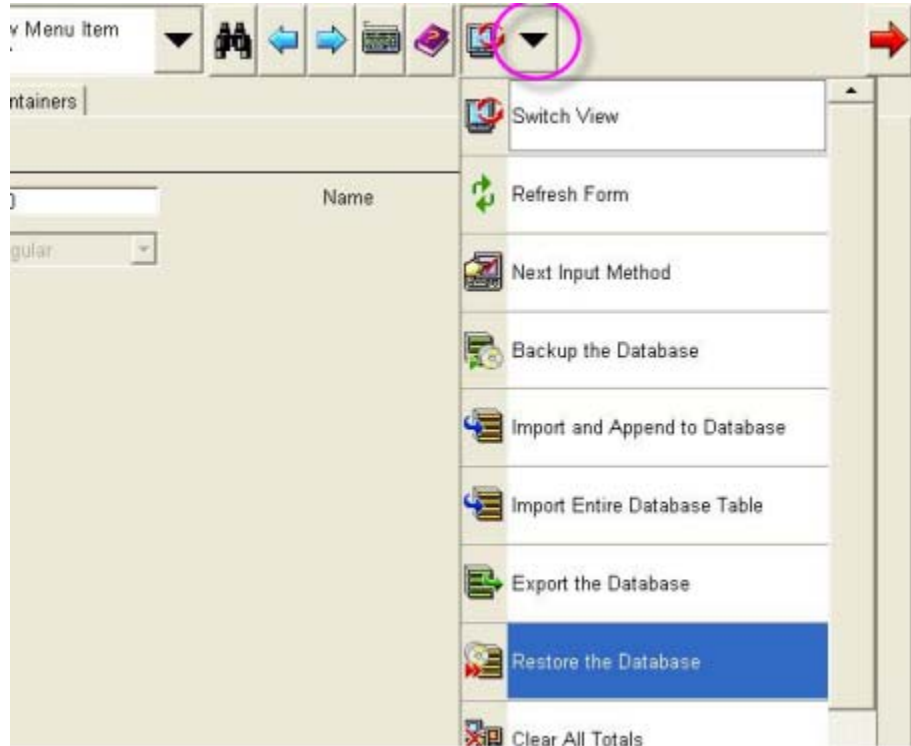 Menu Item
ntainers
Switch View
Name
Refresh Form
gular
Next Input Method
Backup the Database
Import and Append to Database
Import Entire Database Table
Export the Database
Restore the Database
Clear All Totals